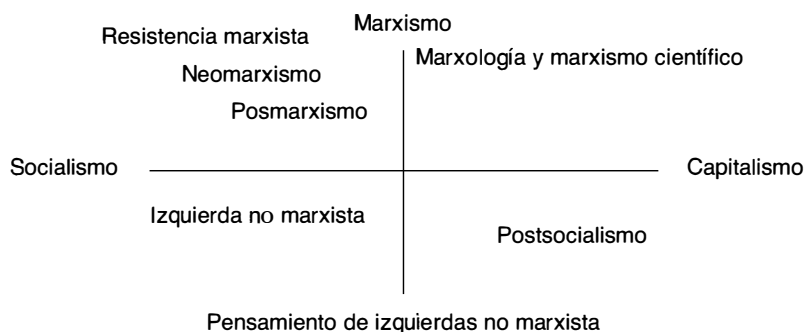 Marxismo
Resistencia marxista
Marxología y marxismo científico
Neomarxismo
Posmarxismo
Socialismo
Capitalismo
Izquierda no marxista
Postsocialismo
Pensamiento de izquierdas no marxista